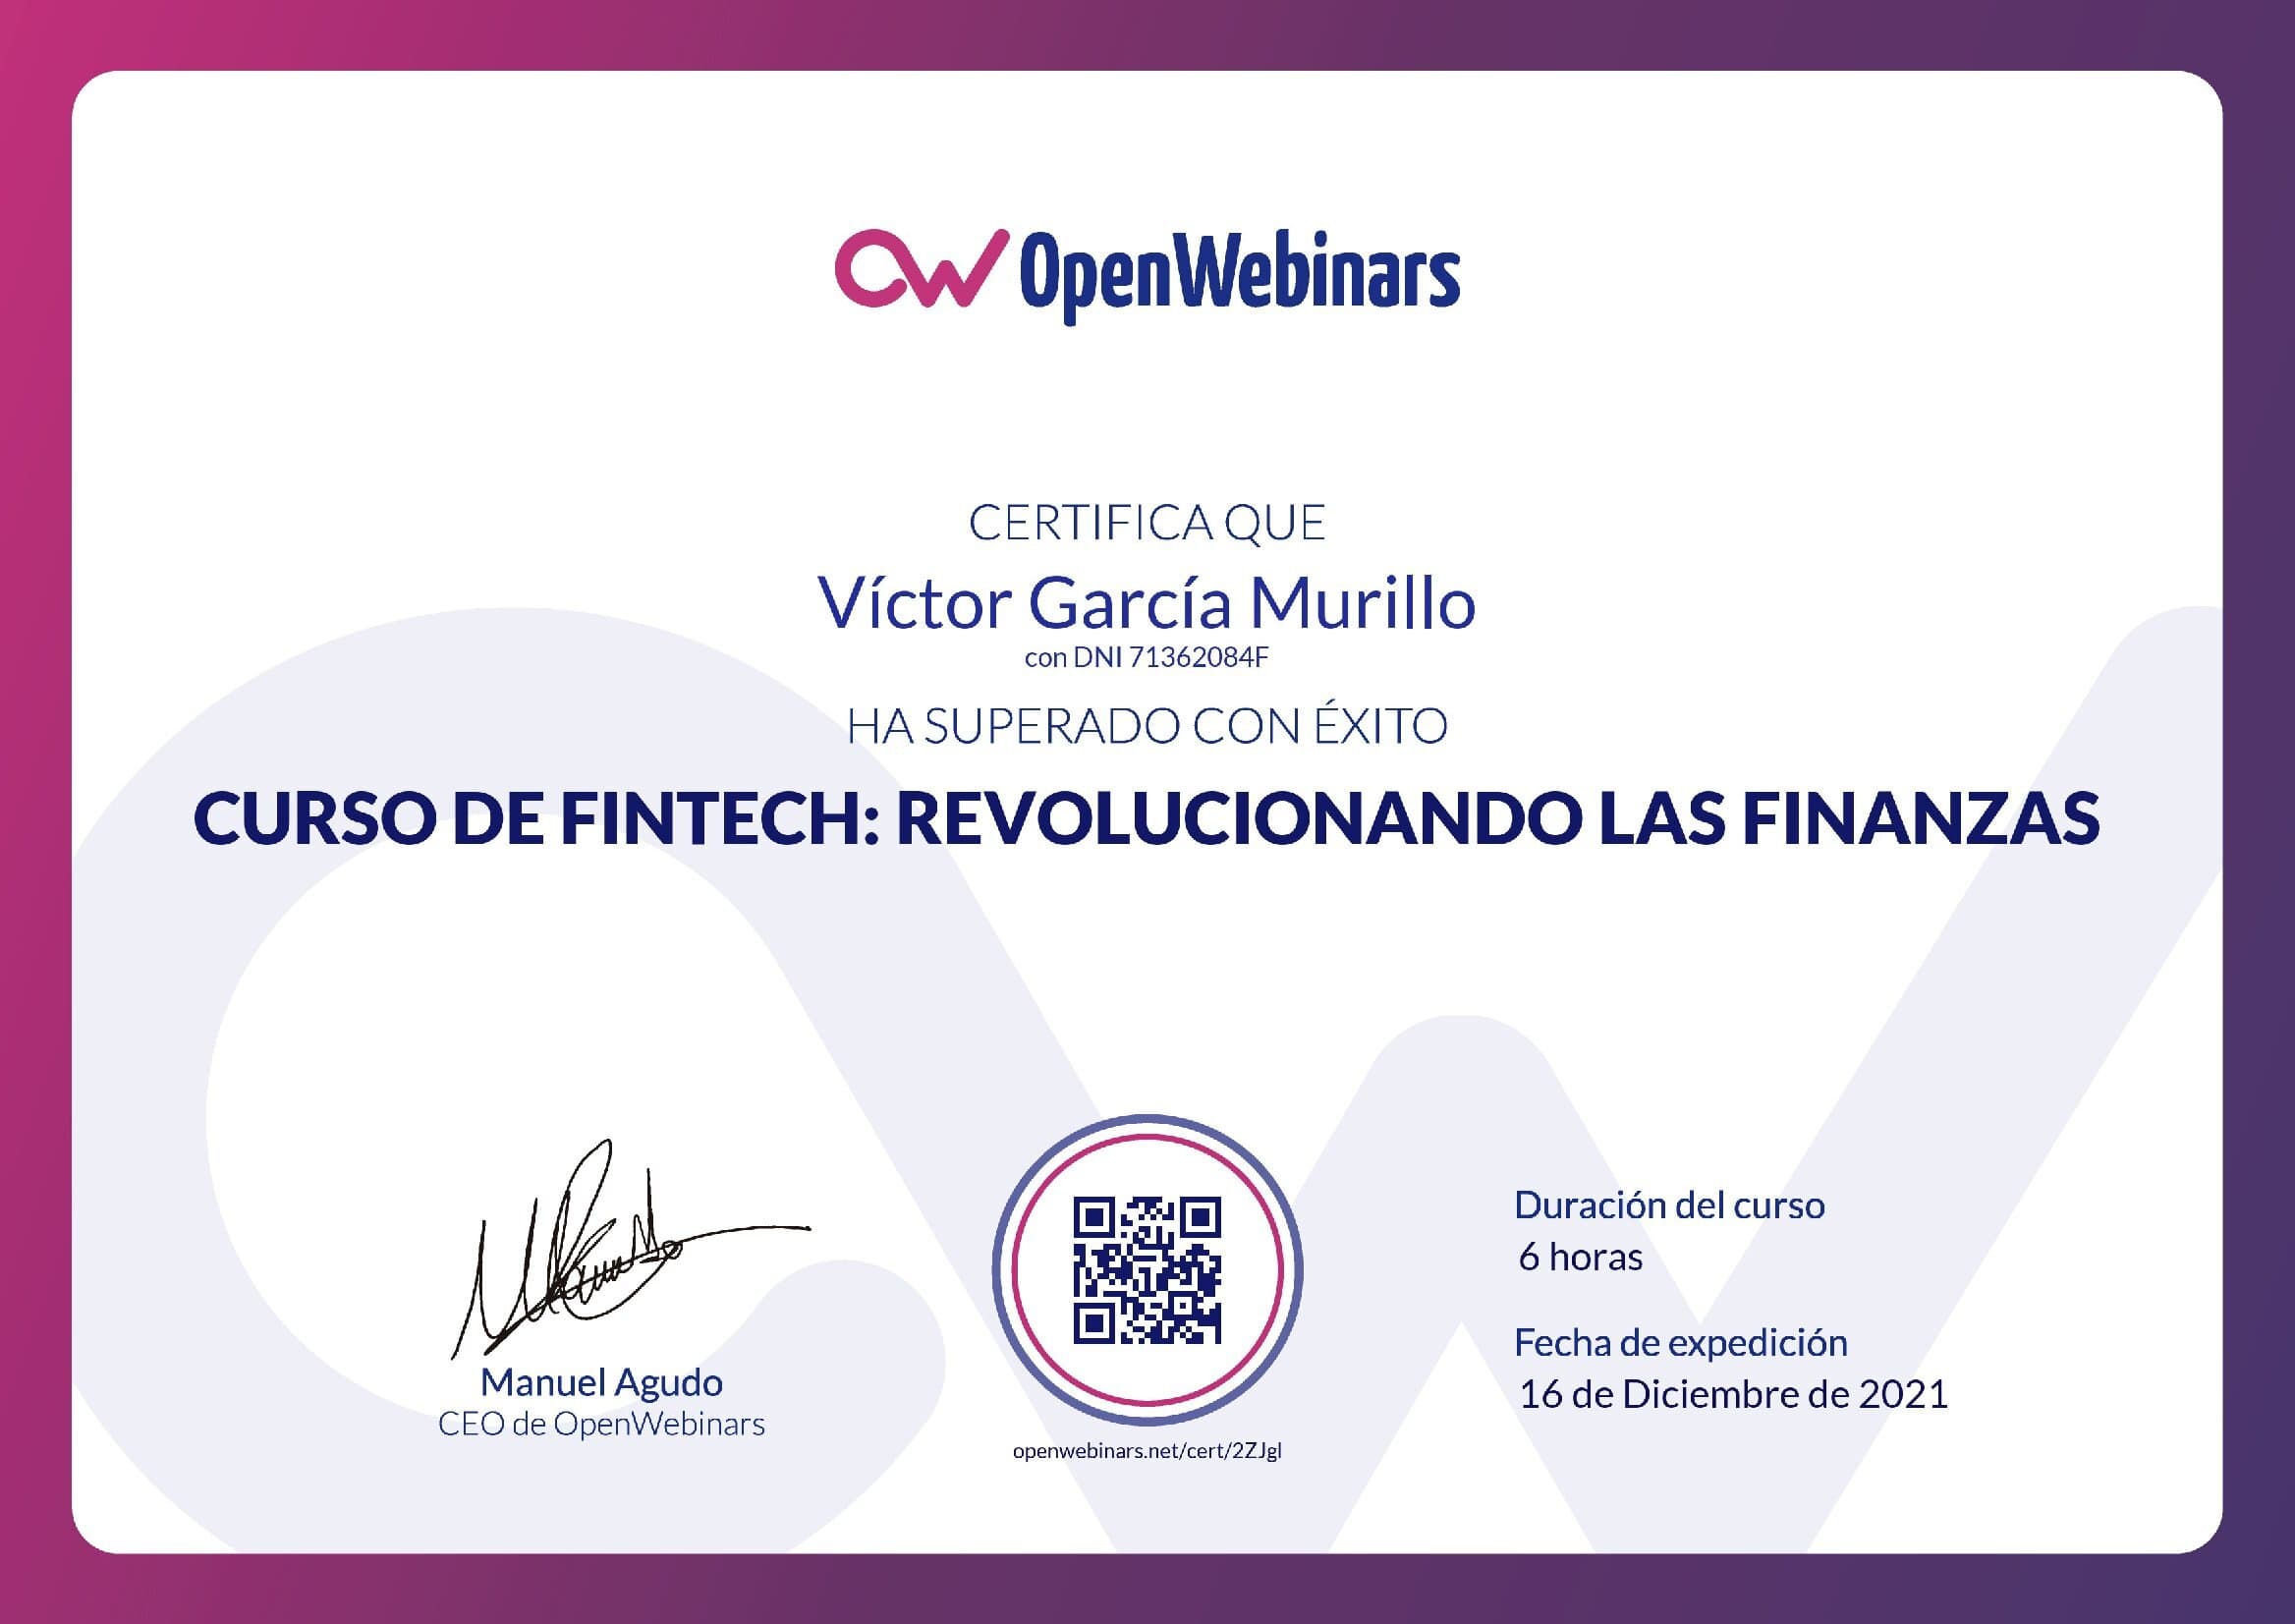 OpenWebinars
CERTIFICA QUE
Víctor García Murillo
con DNI 71362084F
HA SUPERADO CON ÉXITO
CURSO DE FINTECH: REVOLUCIONANDO LAS FINANZAS
Manuel Agudo
CEO de OpenWebinars
openwebinars.net/cert/2ZJgl
Duración del curso
6 horas
Fecha de expedición
16 de Diciembre de 2021